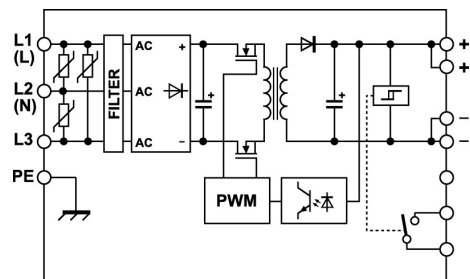 L1
(L)
L2
(N)
L3
PE
FILTER
AC
AC
AC
+
−
+
PWM
+
+
+
−
−